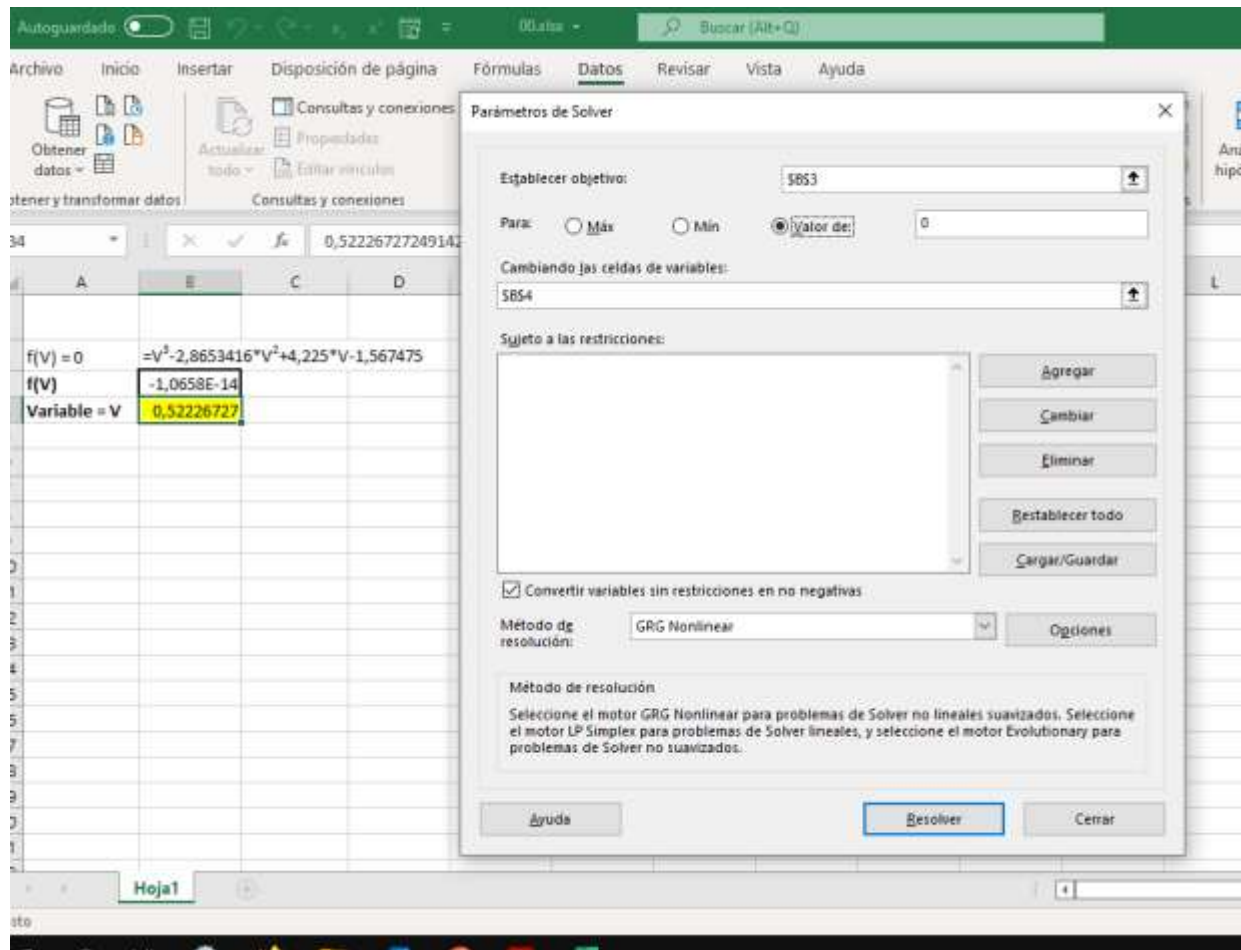 Autoguardado
00.xlsx
Buscar (Alt+Q)
Archivo Inicio Insertar Disposición de página Fórmulas Datos Revisar Vista Ayuda
Obtener datos
Actualizar todo
Consultas y conexiones
Propiedades
Editar vínculos
Consultas y conexiones
fx 0,52226727249142
A B C D L
f(V) = 0 =V³-2,8653416*V²+4,225*V-1,567475
f(V) -1,0658E-14
Variable = V 0,52226727
Parámetros de Solver
Establecer objetivo: $B$3
Para: Máx Mín Valor de: 0
Cambiando las celdas de variables:
$B$4
Sujeto a las restricciones:
Agregar
Cambiar
Eliminar
Restablecer todo
Cargar/Guardar
Convertir variables sin restricciones en no negativas
Método de resolución: GRG Nonlinear Opciones
Método de resolución
Seleccione el motor GRG Nonlinear para problemas de Solver no lineales suavizados. Seleccione
el motor LP Simplex para problemas de Solver lineales, y seleccione el motor Evolutionary para
problemas de Solver no suavizados.
Ayuda Resolver Cerrar
Hoja1